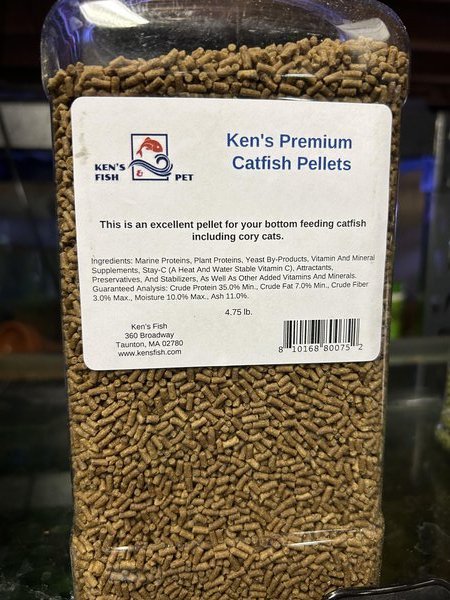 KEN'S
FISH & PET
Ken's Premium
Catfish Pellets
This is an excellent pellet for your bottom feeding catfish
including cory cats.
Ingredients: Marine Proteins, Plant Proteins, Yeast By-Products, Vitamin And Mineral
Supplements, Stay-C (A Heat And Water Stable Vitamin C), Attractants,
Preservatives, And Stabilizers, As Well As Other Added Vitamins And Minerals.
Guaranteed Analysis: Crude Protein 35.0% Min., Crude Fat 7.0% Min., Crude Fiber
3.0% Max., Moisture 10.0% Max., Ash 11.0%.
4.75 lb.
Ken's Fish
360 Broadway
Taunton, MA 02780
www.kensfish.com
8 10168 80075 2